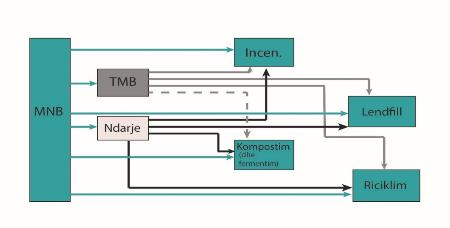 Incen.
TMB
MNB
Lendfill
Ndarje
Kompostim
(dhe
fermentim)
Riciklim